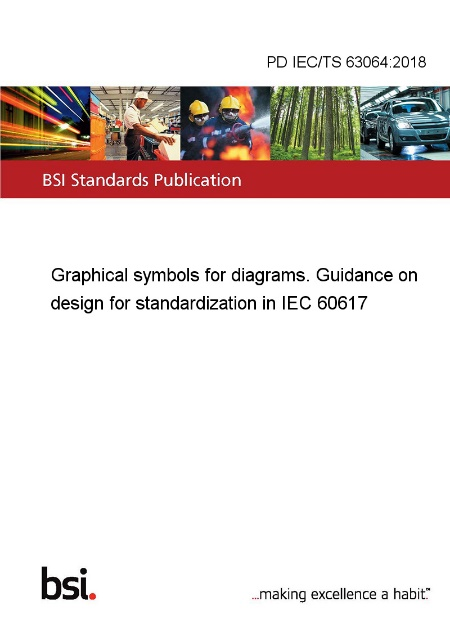 PD IEC/TS 63064:2018
BSI Standards Publication
Graphical symbols for diagrams. Guidance on
design for standardization in IEC 60617
bsi.
...making excellence a habit.™